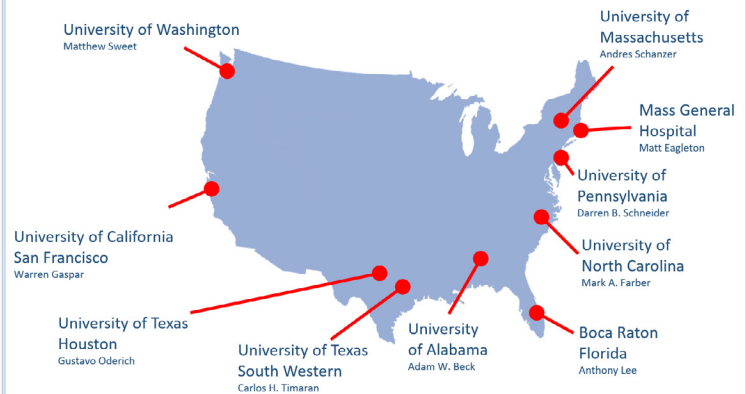 University of Washington
Matthew Sweet
University of
Massachusetts
Andres Schanzer
Mass General
Hospital
Matt Eagleton
University of
Pennsylvania
Darren B. Schneider
University of California
San Francisco
Warren Gaspar
University of
North Carolina
Mark A. Farber
University of Texas
Houston
Gustavo Oderich
University of Texas
South Western
Carlos H. Timaran
University
of Alabama
Adam W. Beck
Boca Raton
Florida
Anthony Lee